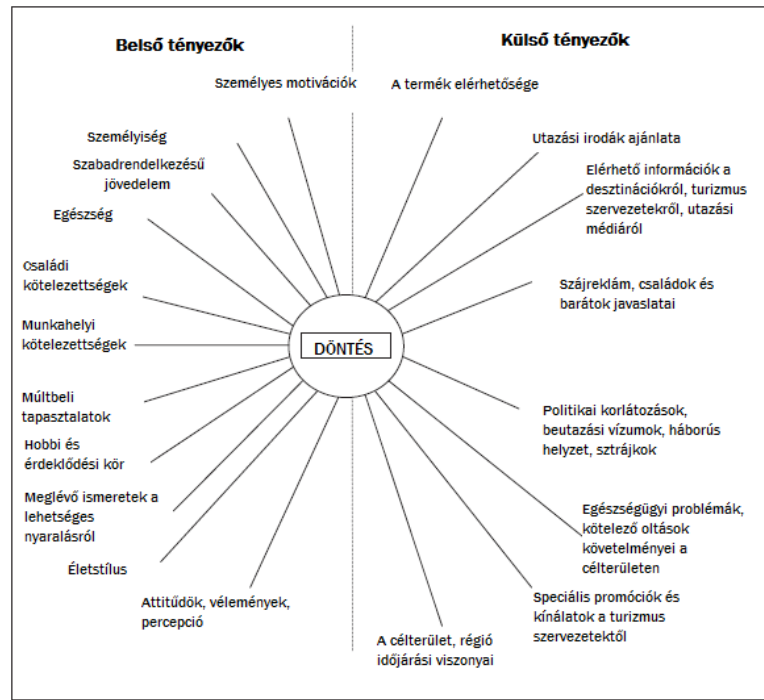 Belső tényezők
Személyes motivációk
Személyiség
Szabadrendelkezésű
jövedelem
Egészség
Családi
kötelezettségek
Munkahelyi
kötelezettségek
Múltbeli
tapasztalatok
Hobbi és
érdeklődési kör
Meglévő ismeretek a
lehetséges
nyaralásról
Életstílus
Attitűdök, vélemények,
percepció
DÖNTÉS
Külső tényezők
A termék elérhetősége
Utazási irodák ajánlata
Elérhető információk a
desztinációkról, turizmus
szervezetekről, utazási
médiáról
Szájreklám, családok és
barátok javaslatai
Politikai korlátozások,
beutazási vízumok, háborús
helyzet, sztrájkok
Egészségügyi problémák,
kötelező oltások
követelményei a
célterületen
Speciális promóciók és
kínálatok a turizmus
szervezetektől
A célterület, régió
időjárási viszonyai